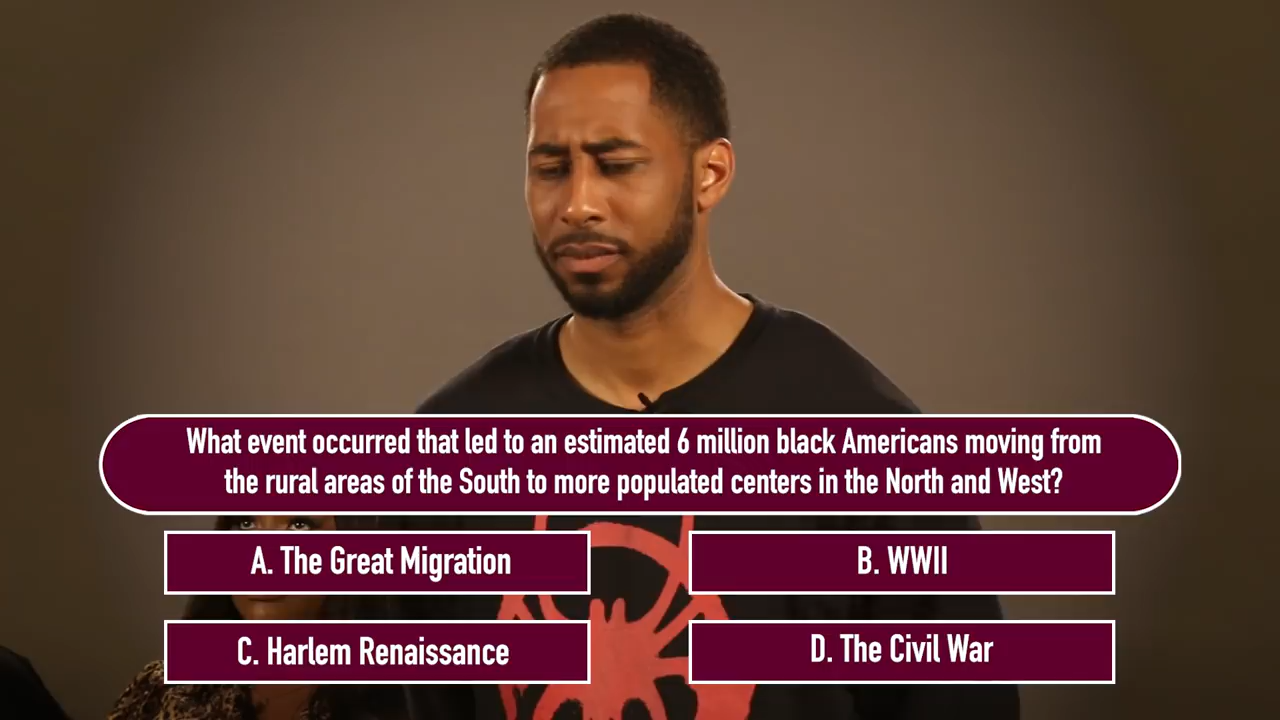 What event occurred that led to an estimated 6 million black Americans moving from
the rural areas of the South to more populated centers in the North and West?
A. The Great Migration
B. WWII
C. Harlem Renaissance
D. The Civil War